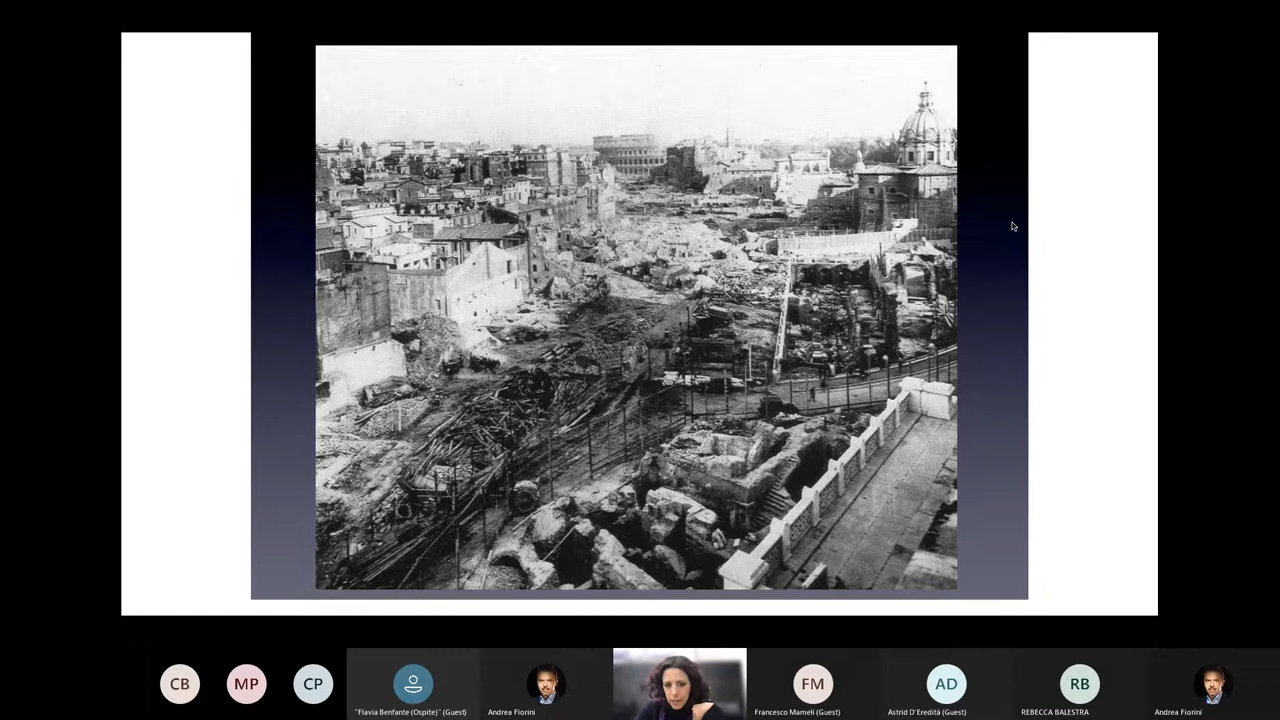 CB
MP
CP
"Flavia Benfante (Ospite)" (Guest)
Andrea Fiorini
FM
Francesco Mameli (Guest)
AD
Astrid D'Eredità (Guest)
RB
REBECCA BALESTRA
Andrea Fiorini